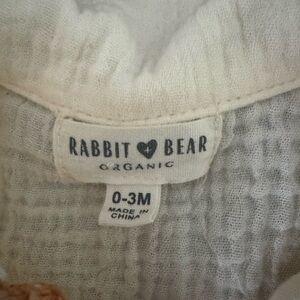 RABBIT BEAR
ORGANIC
0-3M
MADE IN
CHINA